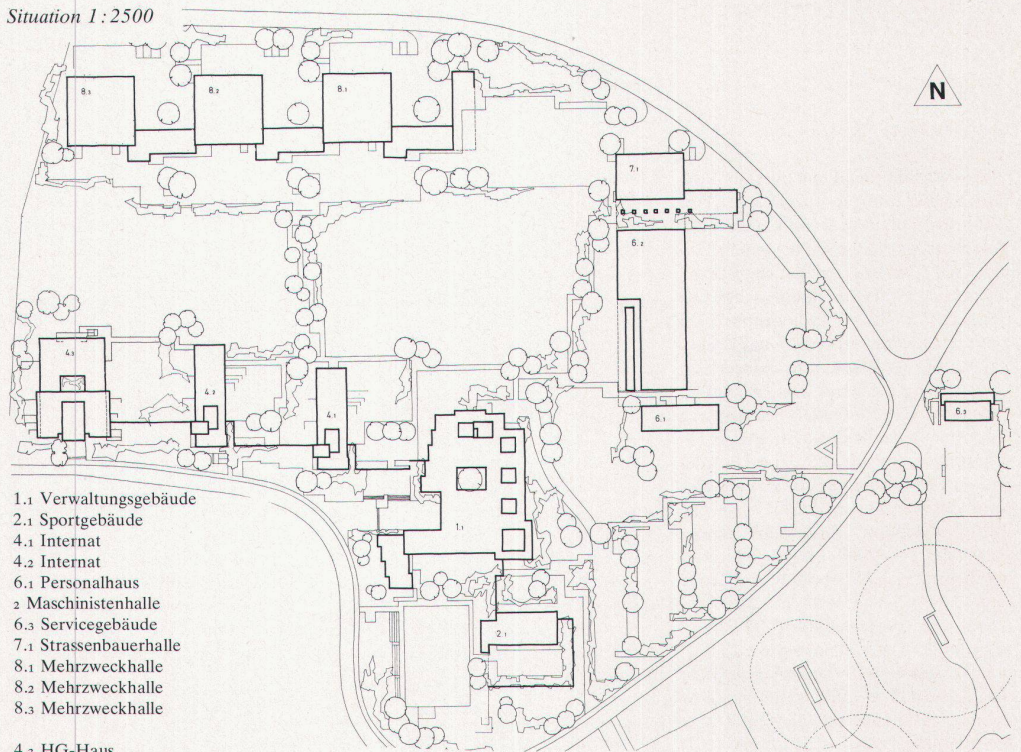 Situation 1:2500
N
8.3
8.2
8.1
7.1
6.2
4.3
4.2
4.1
6.1
6.3
1.1
2.1
1.1 Verwaltungsgebäude
2.1 Sportgebäude
4.1 Internat
4.2 Internat
6.1 Personalhaus
2 Maschinistenhalle
6.3 Servicegebäude
7.1 Strassenbauerhalle
8.1 Mehrzweckhalle
8.2 Mehrzweckhalle
8.3 Mehrzweckhalle
HG-Haus